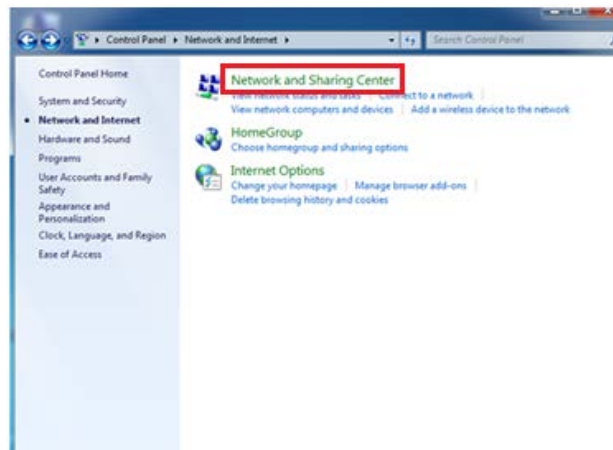 Control Panel ▸ Network and Internet ▸
Search Control Panel
Control Panel Home
System and Security
Network and Internet
Hardware and Sound
Programs
User Accounts and Family
Safety
Appearance and
Personalization
Clock, Language, and Region
Ease of Access
Network and Sharing Center
View network status and tasks | Connect to a network
View network computers and devices | Add a wireless device to the network
HomeGroup
Choose homegroup and sharing options
Internet Options
Change your homepage | Manage browser add-ons
Delete browsing history and cookies